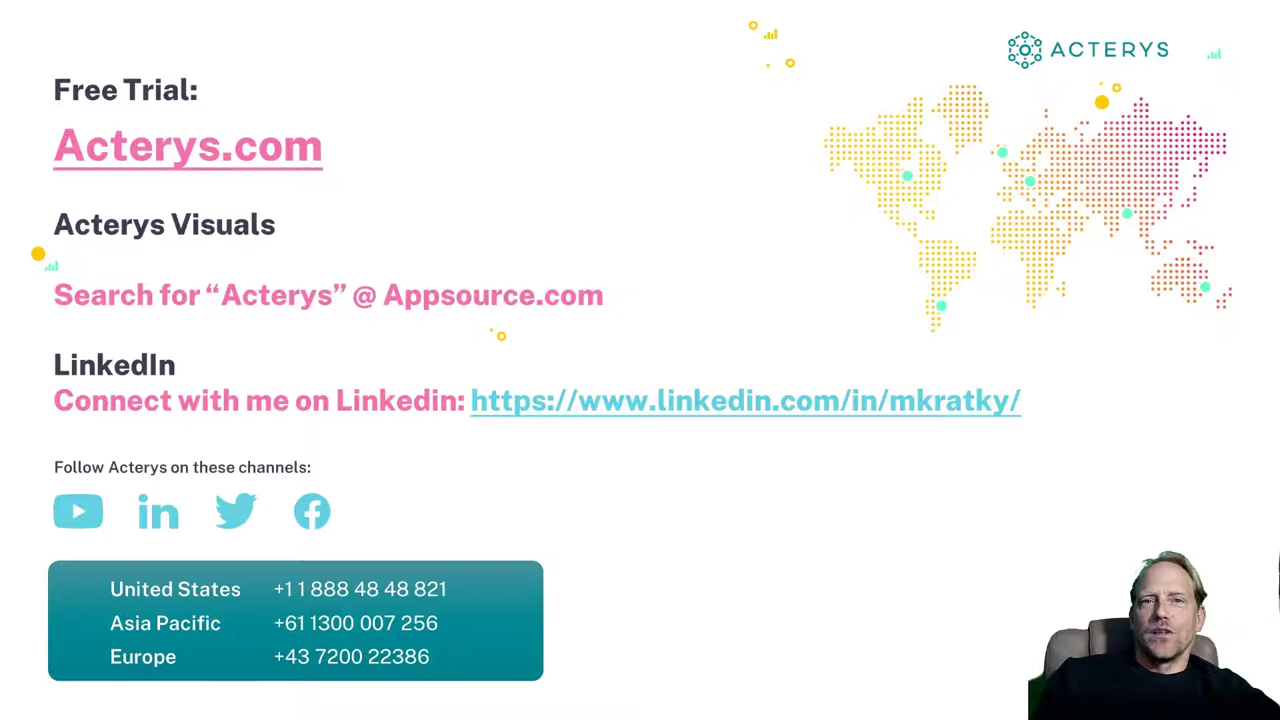 ACTERYS
Free Trial:
Acterys.com
Acterys Visuals
Search for “Acterys” @ Appsource.com
LinkedIn
Connect with me on Linkedin: https://www.linkedin.com/in/mkratky/
Follow Acterys on these channels:
in
United States +1 1 888 48 48 821
Asia Pacific +61 1300 007 256
Europe +43 7200 22386